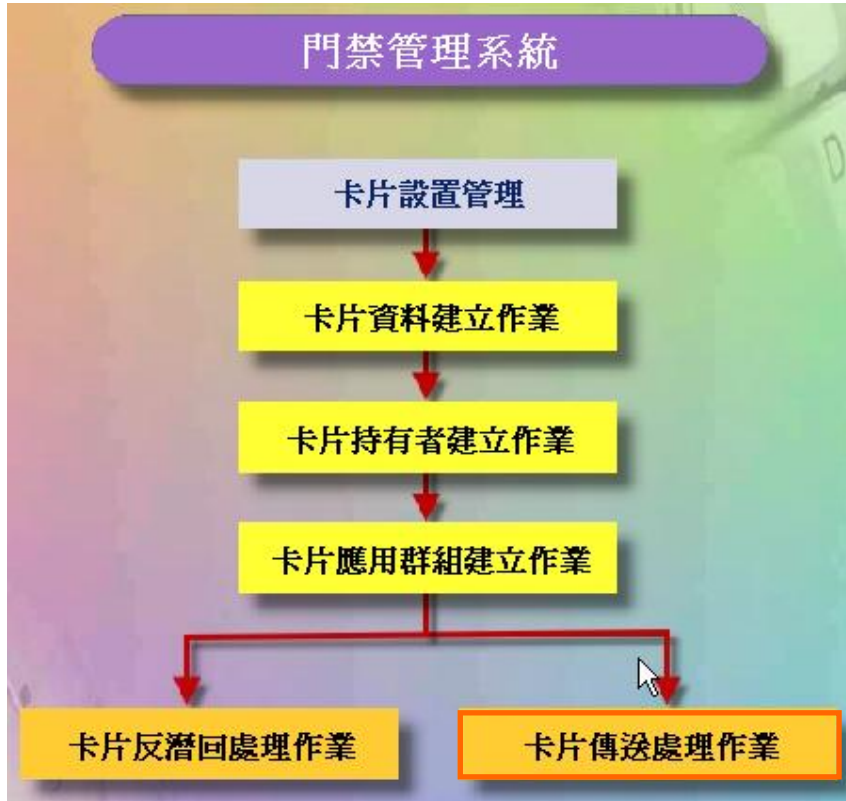 門禁管理系統
卡片設置管理
卡片資料建立作業
卡片持有者建立作業
卡片應用群組建立作業
卡片反潛回處理作業
卡片傳送處理作業